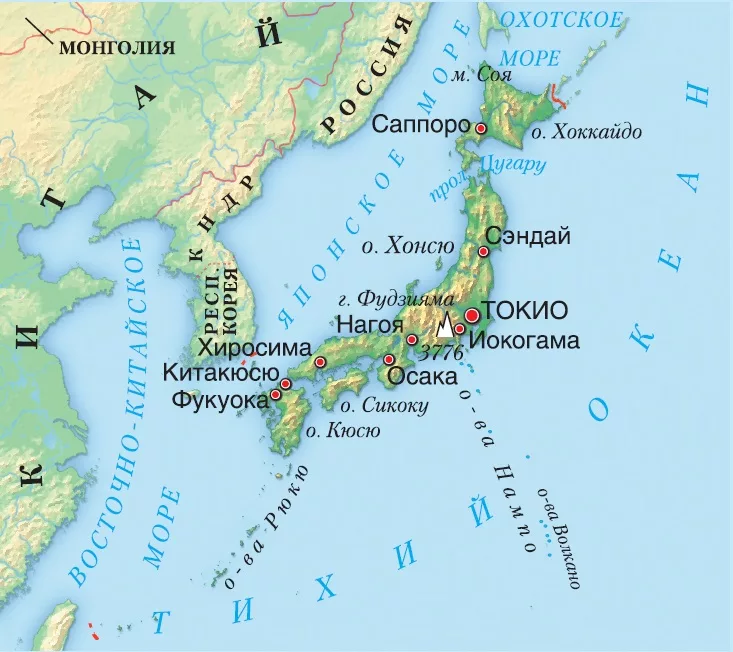 ОХОТСКОЕ
МОРЕ
МОНГОЛИЯ
КИТАЙ
РОССИЯ
м. Соя
Саппоро
о. Хоккайдо
прол. Цугару
ЯПОНСКОЕ МОРЕ
КНДР
РЕСП.
КОРЕЯ
о. Хонсю
Сэндай
г. Фудзияма
3776
ТОКИО
Иокогама
Нагоя
Хиросима
Осака
Китакюсю
Фукуока
о. Сикоку
о. Кюсю
ВОСТОЧНО-КИТАЙСКОЕ
МОРЕ
о-ва Рюкю
о-ва Нампо
о-ва Волкано
ТИХИЙ ОКЕАН